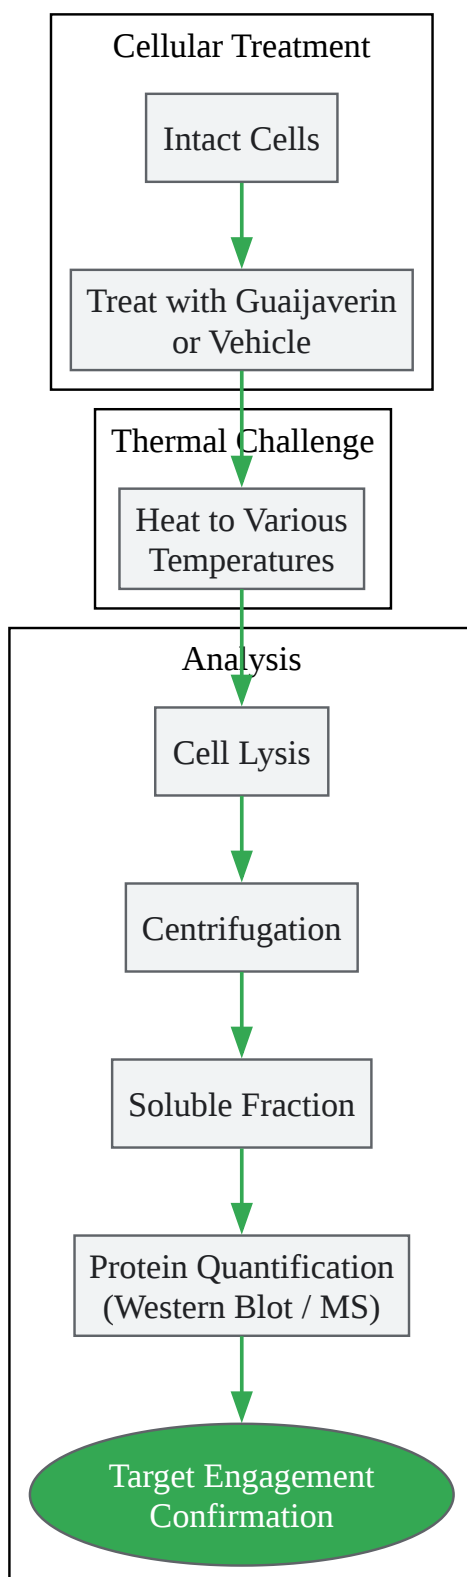 Cellular Treatment
Intact Cells
Treat with Guaijaverin
or Vehicle
Thermal Challenge
Heat to Various
Temperatures
Analysis
Cell Lysis
Centrifugation
Soluble Fraction
Protein Quantification
(Western Blot / MS)
Target Engagement
Confirmation